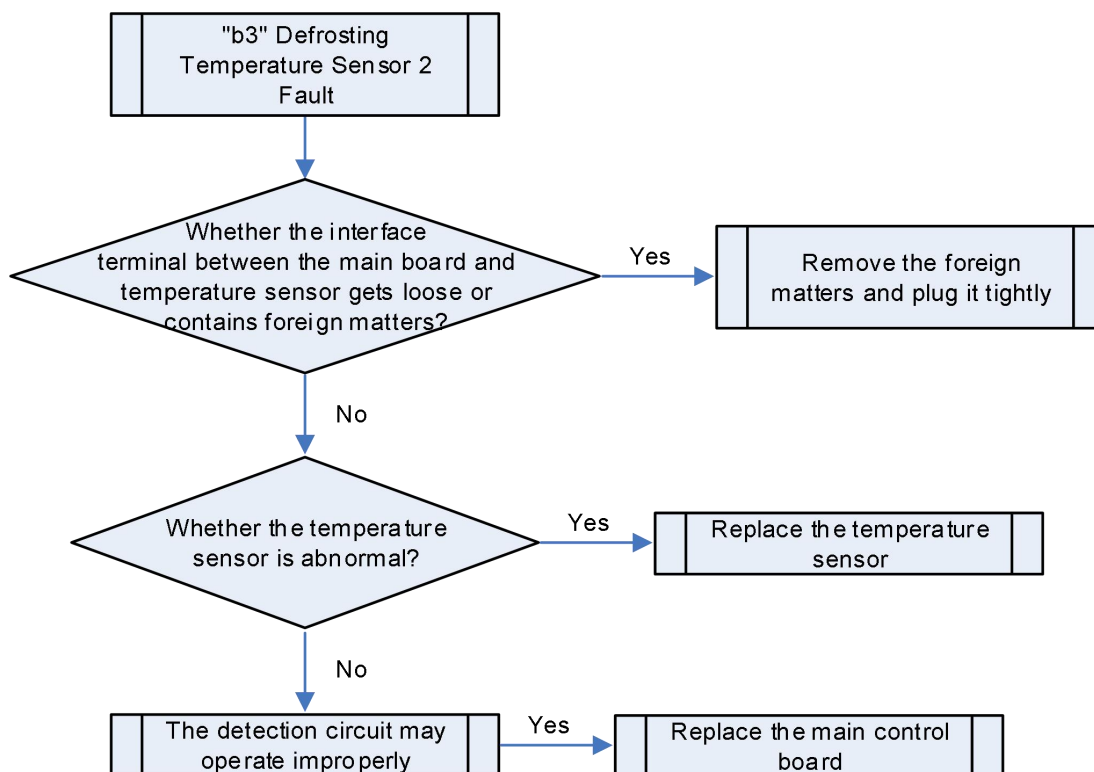 "b3" Defrosting
Temperature Sensor 2
Fault
Whether the interface
terminal between the main board and
temperature sensor gets loose or
contains foreign matters?
Yes
Remove the foreign
matters and plug it tightly
No
Whether the temperature
sensor is abnormal?
Yes
Replace the temperature
sensor
No
The detection circuit may
operate improperly
Yes
Replace the main control
board